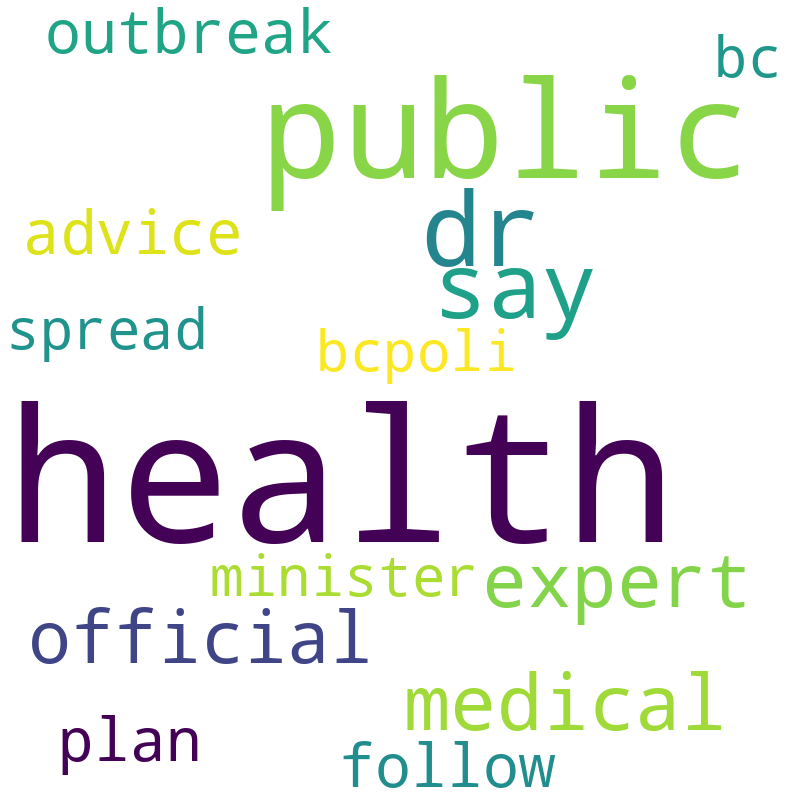 outbreak
bc
public
dr
advice
say
spread
bcpoli
health
minister
expert
official
medical
plan
follow